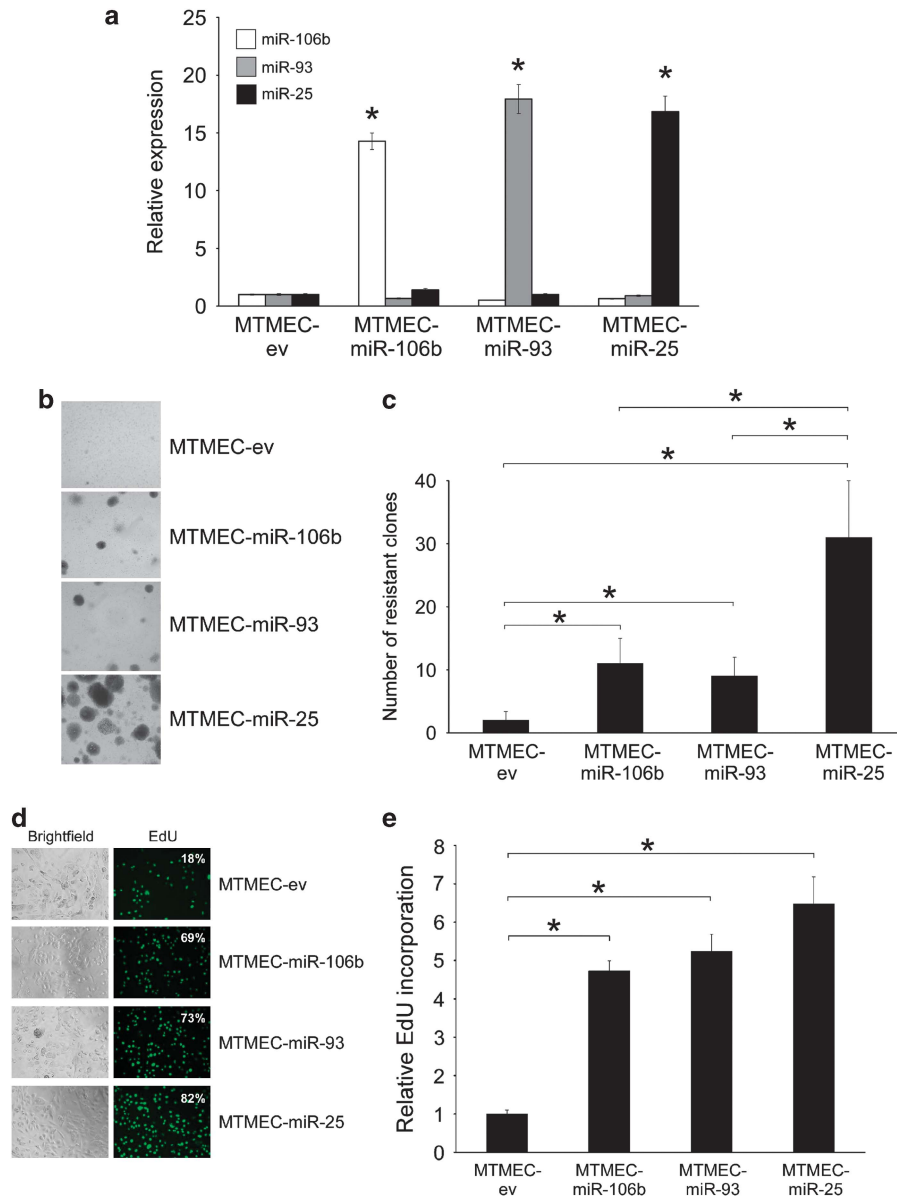 a
25
20
15
10
5
0
Relative expression
miR-106b
miR-93
miR-25
*
*
*
MTMEC-
ev
MTMEC-
miR-106b
MTMEC-
miR-93
MTMEC-
miR-25
b
MTMEC-ev
MTMEC-miR-106b
MTMEC-miR-93
MTMEC-miR-25
c
40
30
20
10
0
Number of resistant clones
*
*
*
*
*
MTMEC-
ev
MTMEC-
miR-106b
MTMEC-
miR-93
MTMEC-
miR-25
d
Brightfield EdU
18%
MTMEC-ev
69%
MTMEC-miR-106b
73%
MTMEC-miR-93
82%
MTMEC-miR-25
e
8
7
6
5
4
3
2
1
0
Relative EdU incorporation
*
*
*
MTMEC-
ev
MTMEC-
miR-106b
MTMEC-
miR-93
MTMEC-
miR-25